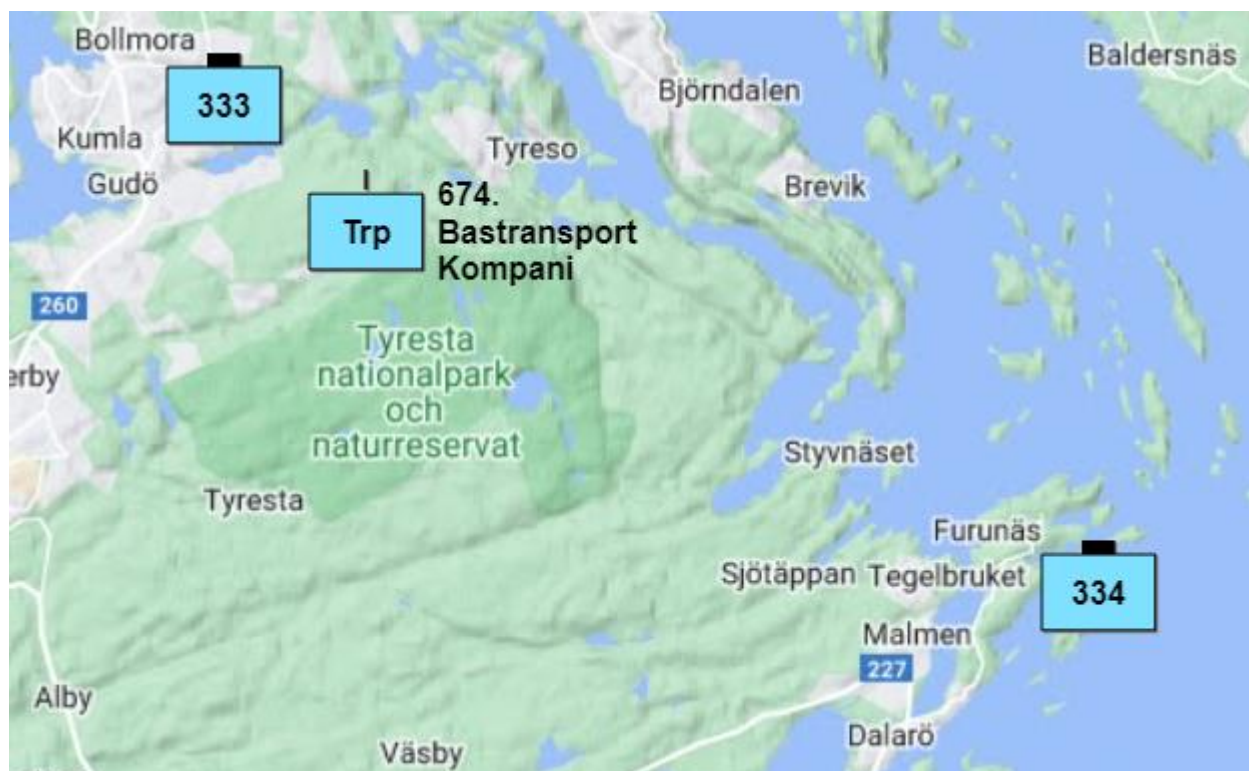 Bollmora
333
Kumla
Gudö
Björndalen
Baldersnäs
Tyresö
Brevik
Trp
674.
Bastransport
Kompani
260
erby
Tyresta
nationalpark
och
naturreservat
Tyresta
Styvnäset
Furunäs
Sjötäppan
Tegelbruket
334
Malmen
227
Alby
Väsby
Dalarö